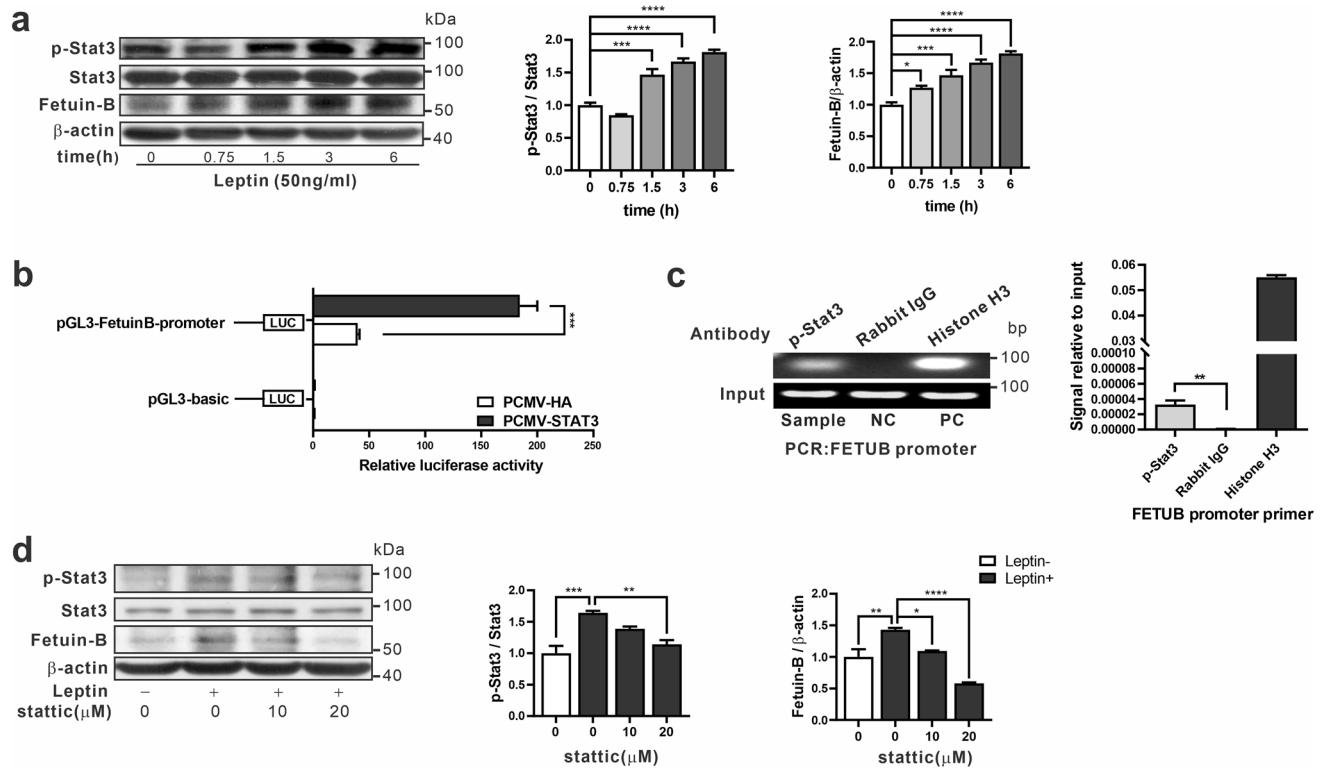 a
kDa
p-Stat3
100
Stat3
100
Fetuin-B
50
β-actin
40
time(h) 0 0.75 1.5 3 6
Leptin (50ng/ml)
p-Stat3 / Stat3
2.0
1.5
1.0
0.5
0.0
***
****
****
0 0.75 1.5 3 6
time (h)
Fetuin-B/β-actin
2.0
1.5
1.0
0.5
0.0
*
***
****
****
0 0.75 1.5 3 6
time (h)
b
pGL3-FetuinB-promoter LUC
***
pGL3-basic LUC
PCMV-HA
PCMV-STAT3
0 50 100 150 200 250
Relative luciferase activity
c
Antibody p-Stat3 Rabbit IgG Histone H3 bp
100
Input 100
Sample NC PC
PCR:FETUB promoter
Signal relative to input
0.06
0.05
0.04
0.03
0.00010
0.00008
0.00006
0.00004
0.00002
0.00000
**
p-Stat3 Rabbit IgG Histone H3
FETUB promoter primer
d
kDa
p-Stat3 100
Stat3 100
Fetuin-B
50
β-actin
40
Leptin – + + +
stattic(μM) 0 0 10 20
p-Stat3 / Stat3
2.0
1.5
1.0
0.5
0.0
*** **
0 0 10 20
stattic(μM)
Leptin-
Leptin+
Fetuin-B / β-actin
2.0
1.5
1.0
0.5
0.0
****
** *
0 0 10 20
stattic(μM)